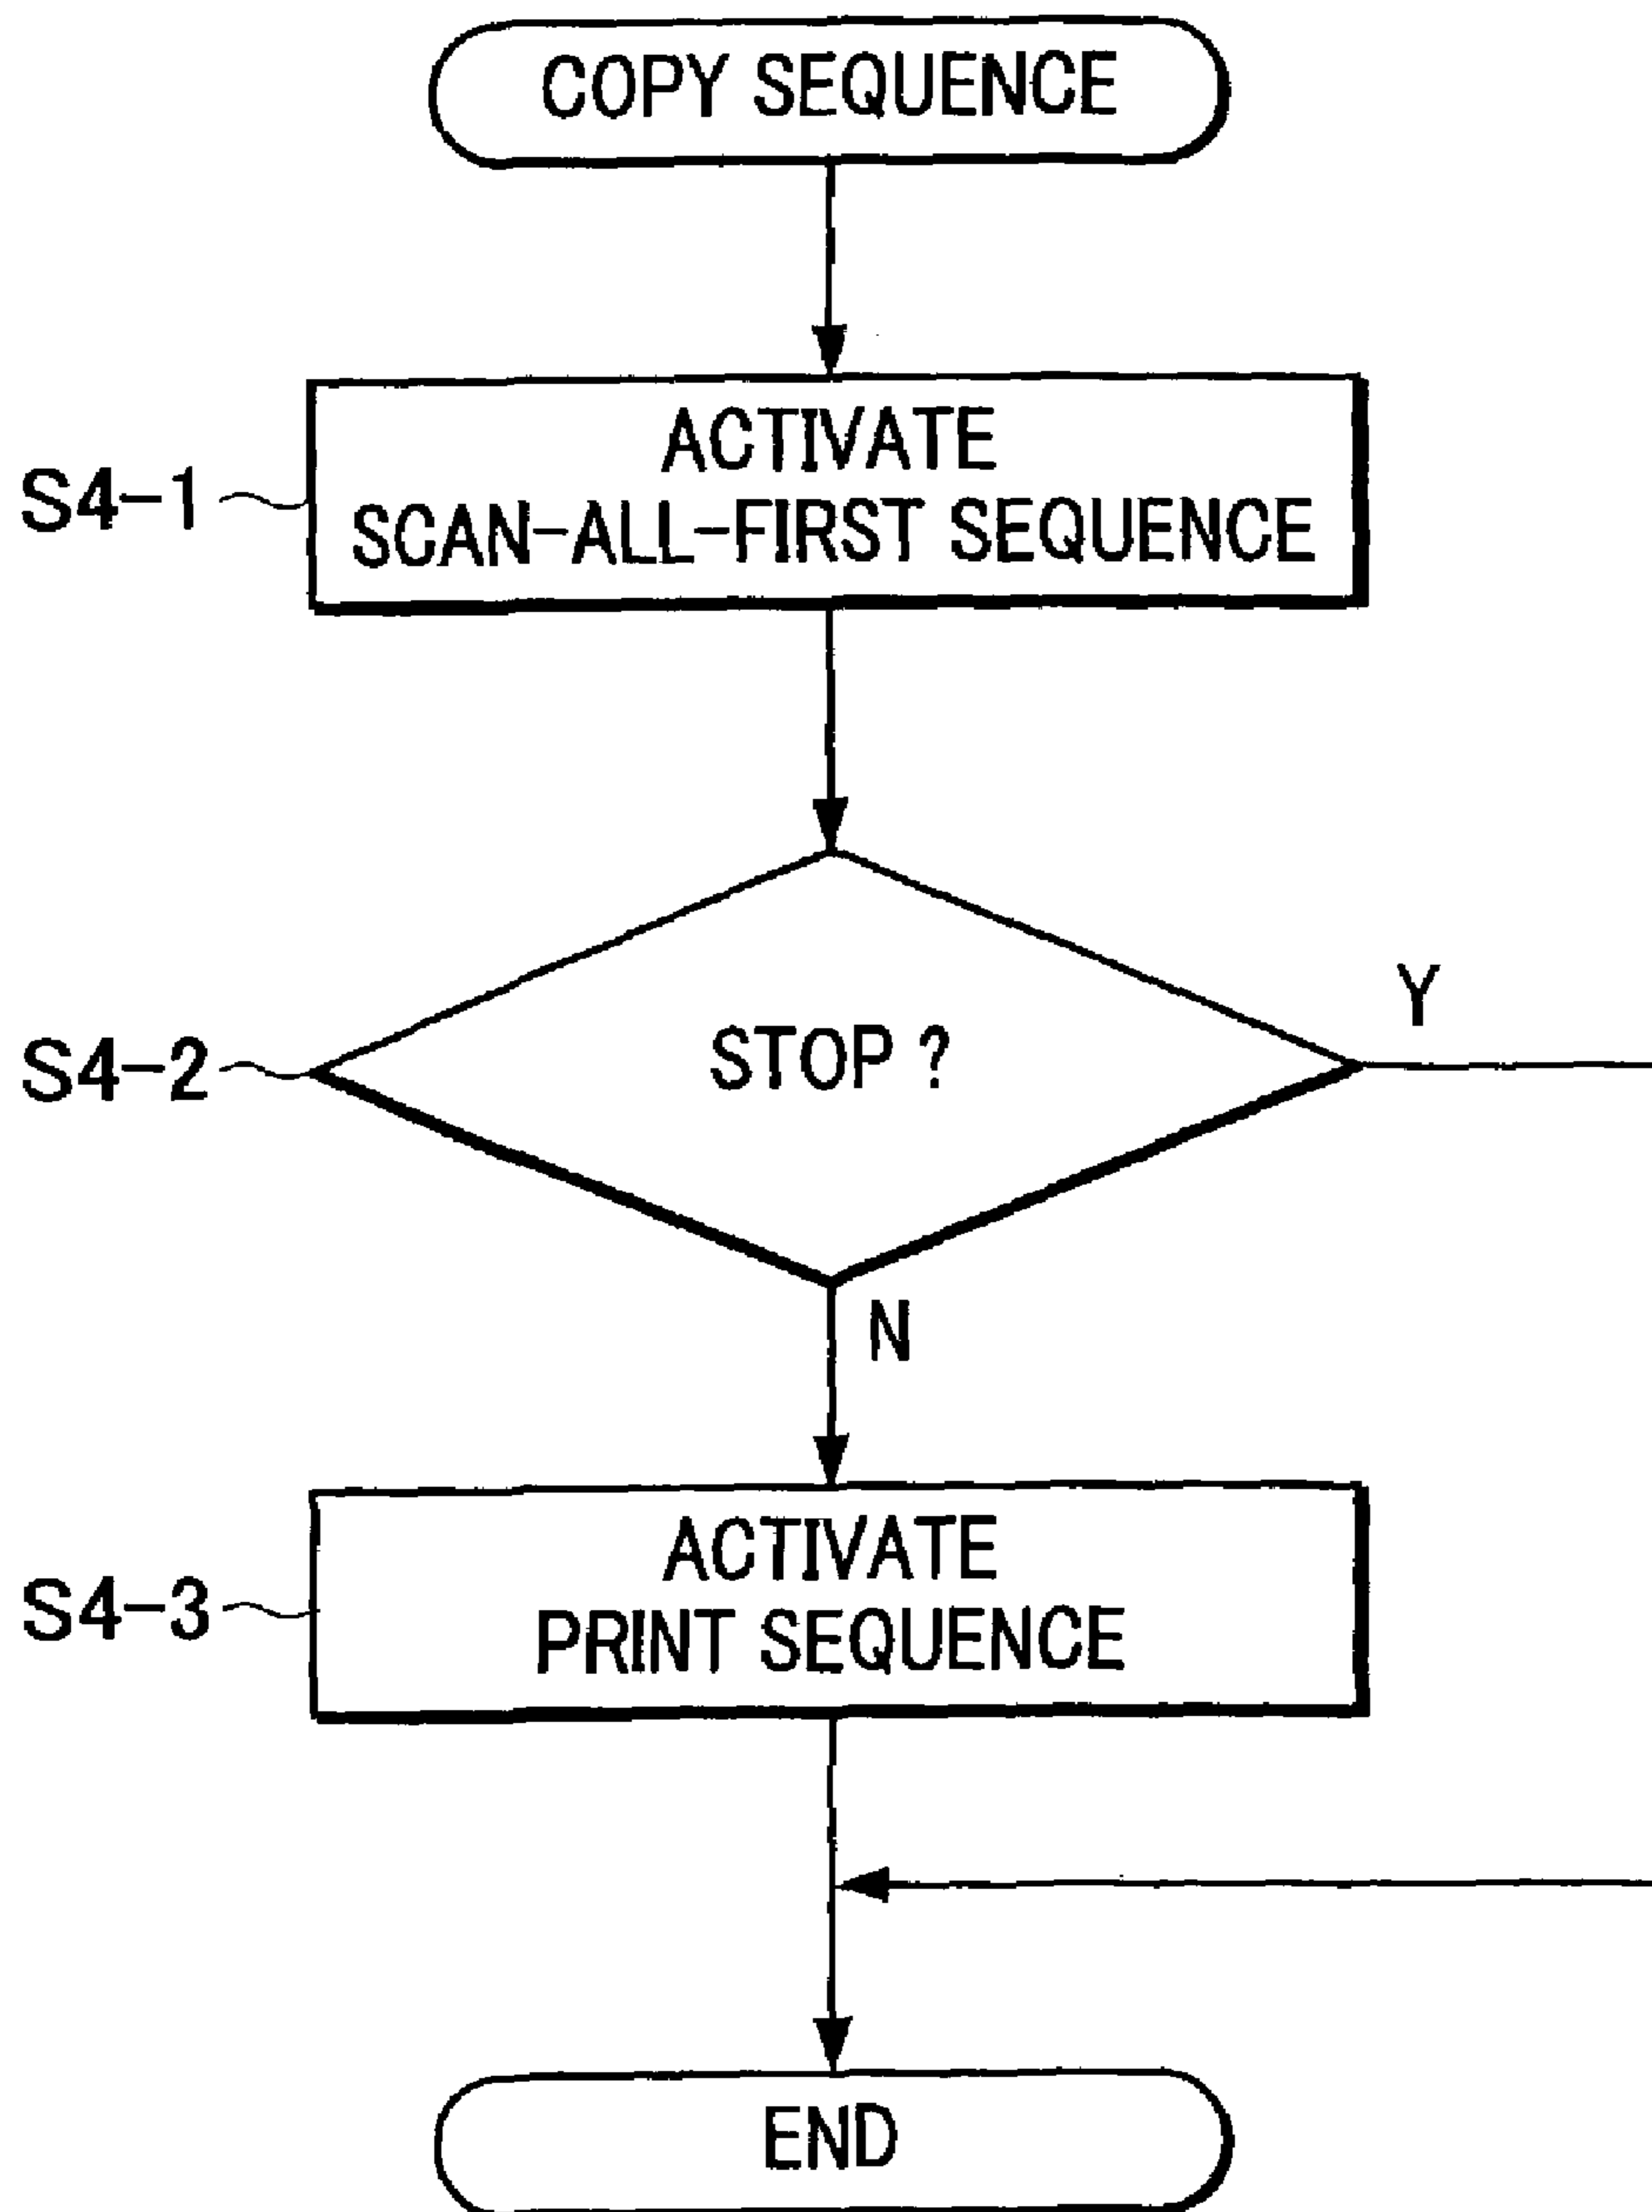 COPY SEQUENCE
S4-1
ACTIVATE
SCAN-ALL-FIRST SEQUENCE
S4-2
STOP ?
Y
N
S4-3
ACTIVATE
PRINT SEQUENCE
END